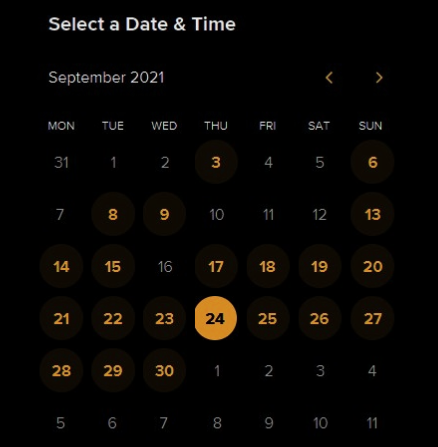 Select a Date & Time
September 2021
MON TUE WED THU FRI SAT SUN
31 1 2 3 4 5 6
7 8 9 10 11 12 13
14 15 16 17 18 19 20
21 22 23 24 25 26 27
28 29 30 1 2 3 4
5 6 7 8 9 10 11